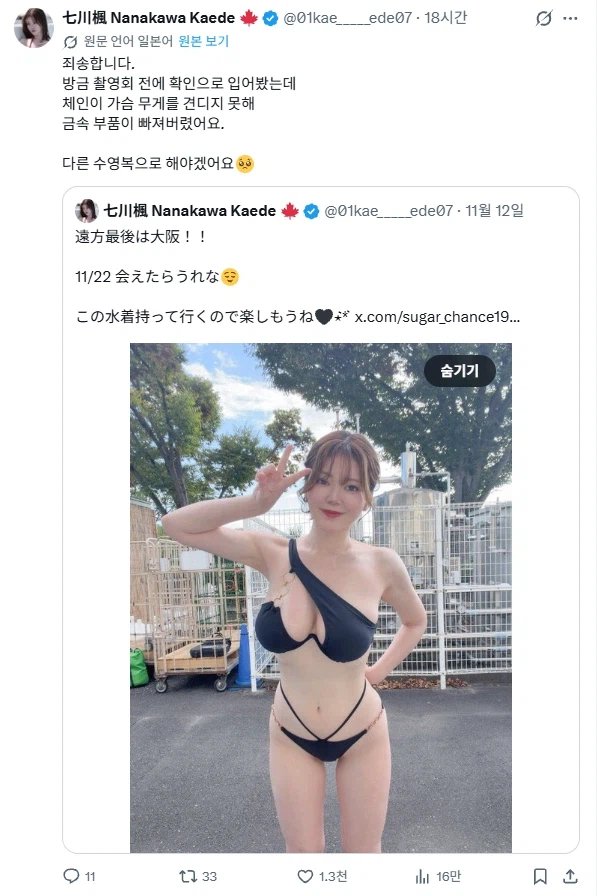 七川楓 Nanakawa Kaede 🍁 @01kae_____ede07 · 18시간
원문 언어 일본어 원본 보기
죄송합니다.
방금 촬영회 전에 확인으로 입어봤는데
체인이 가슴 무게를 견디지 못해
금속 부품이 빠져버렸어요.
다른 수영복으로 해야겠어요🥺
七川楓 Nanakawa Kaede 🍁 @01kae_____ede07 · 11월 12일
遠方最後は大阪！！
11/22 会えたらうれな😌
この水着持って行くので楽しもうね🖤 x.com/sugar_chance19…
숨기기
11 33 1.3천 16만